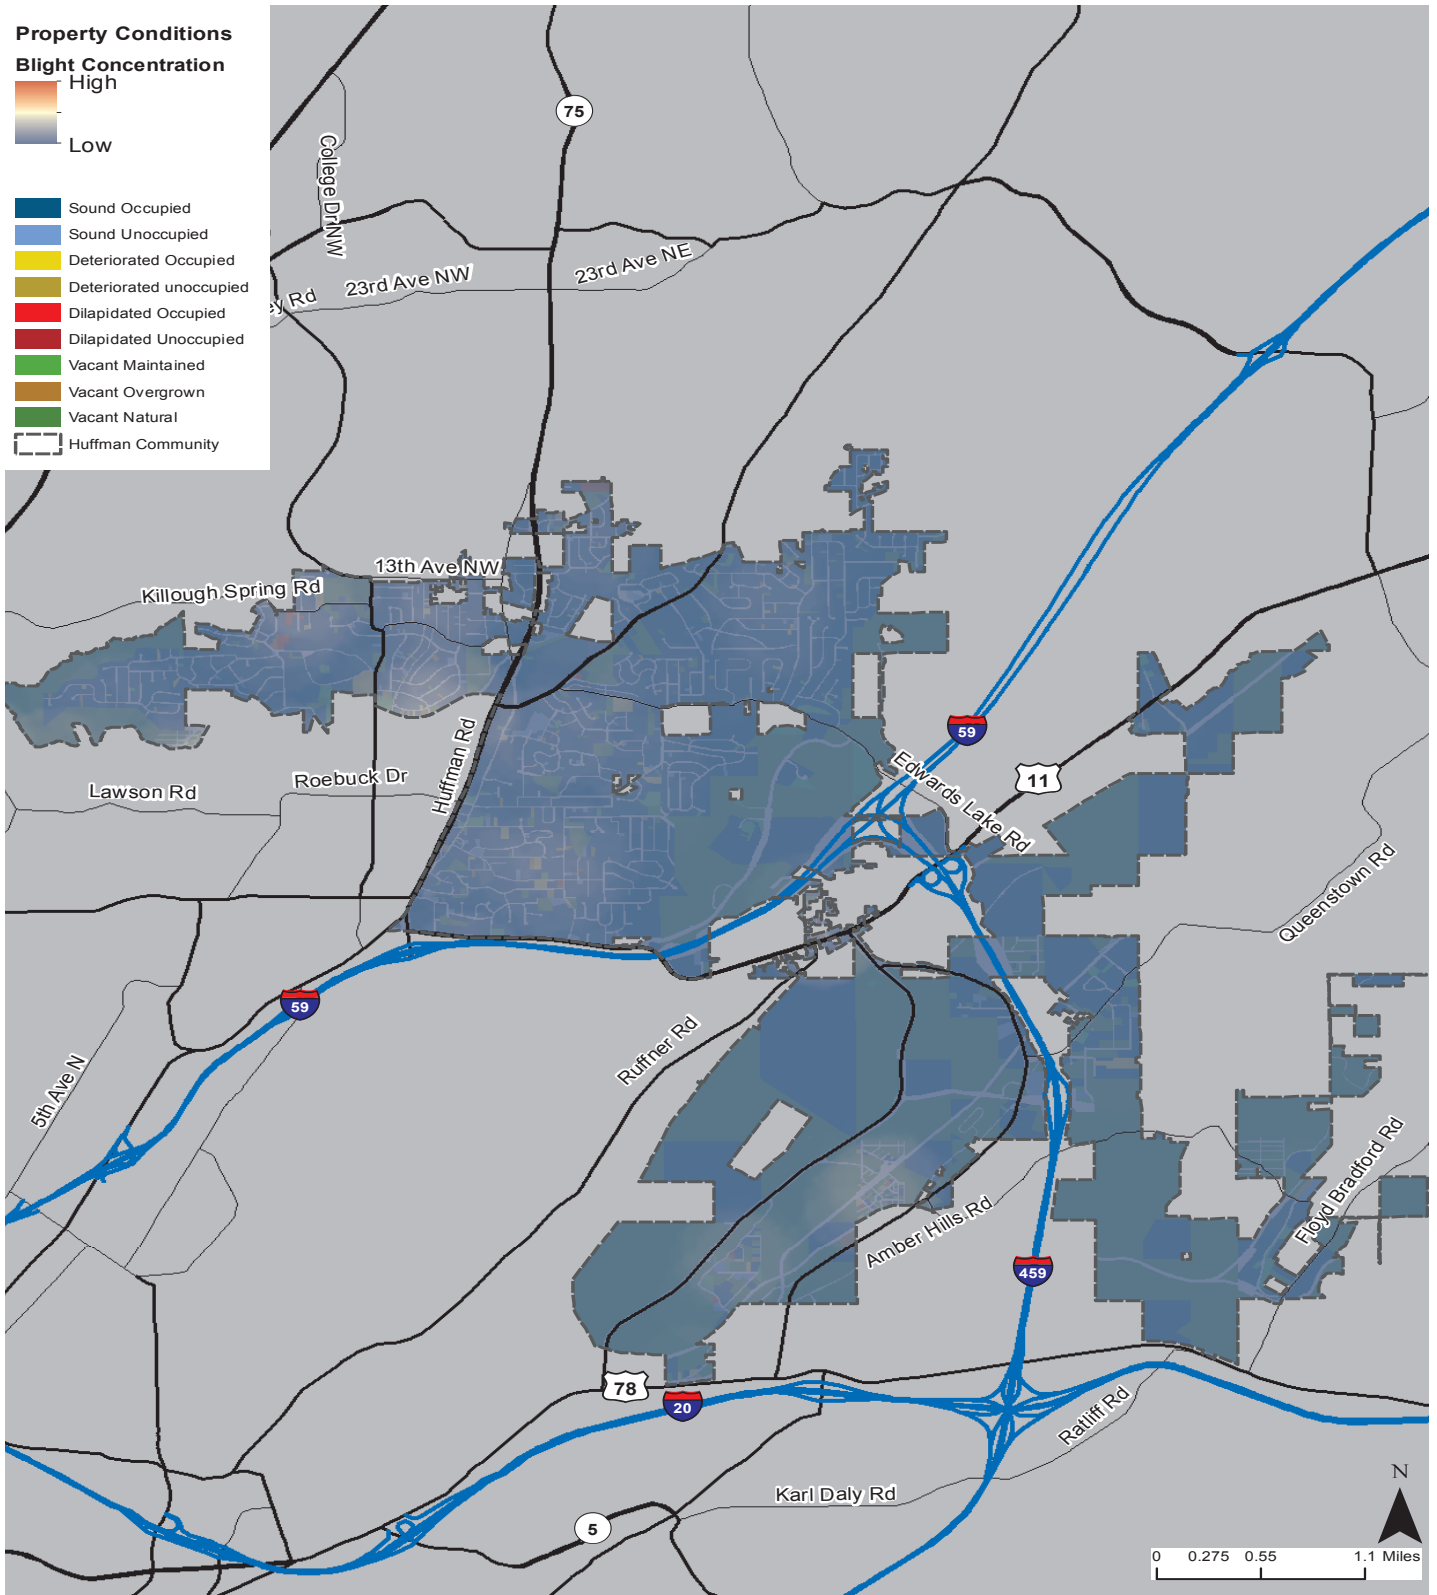 Property Conditions
Blight Concentration
High
Low
Sound Occupied
Sound Unoccupied
Deteriorated Occupied
Deteriorated unoccupied
Dilapidated Occupied
Dilapidated Unoccupied
Vacant Maintained
Vacant Overgrown
Vacant Natural
Huffman Community
75
College Dr NW
23rd Ave NW
23rd Ave NE
ey Rd
13th Ave NW
Killough Spring Rd
Huffman Rd
Roebuck Dr
Lawson Rd
59
11
Edwards Lake Rd
Queenstown Rd
59
5th Ave N
Ruffner Rd
Floyd Bradford Rd
Amber Hills Rd
459
78
20
Ratliff Rd
Karl Daly Rd
5
N
0 0.275 0.55 1.1 Miles